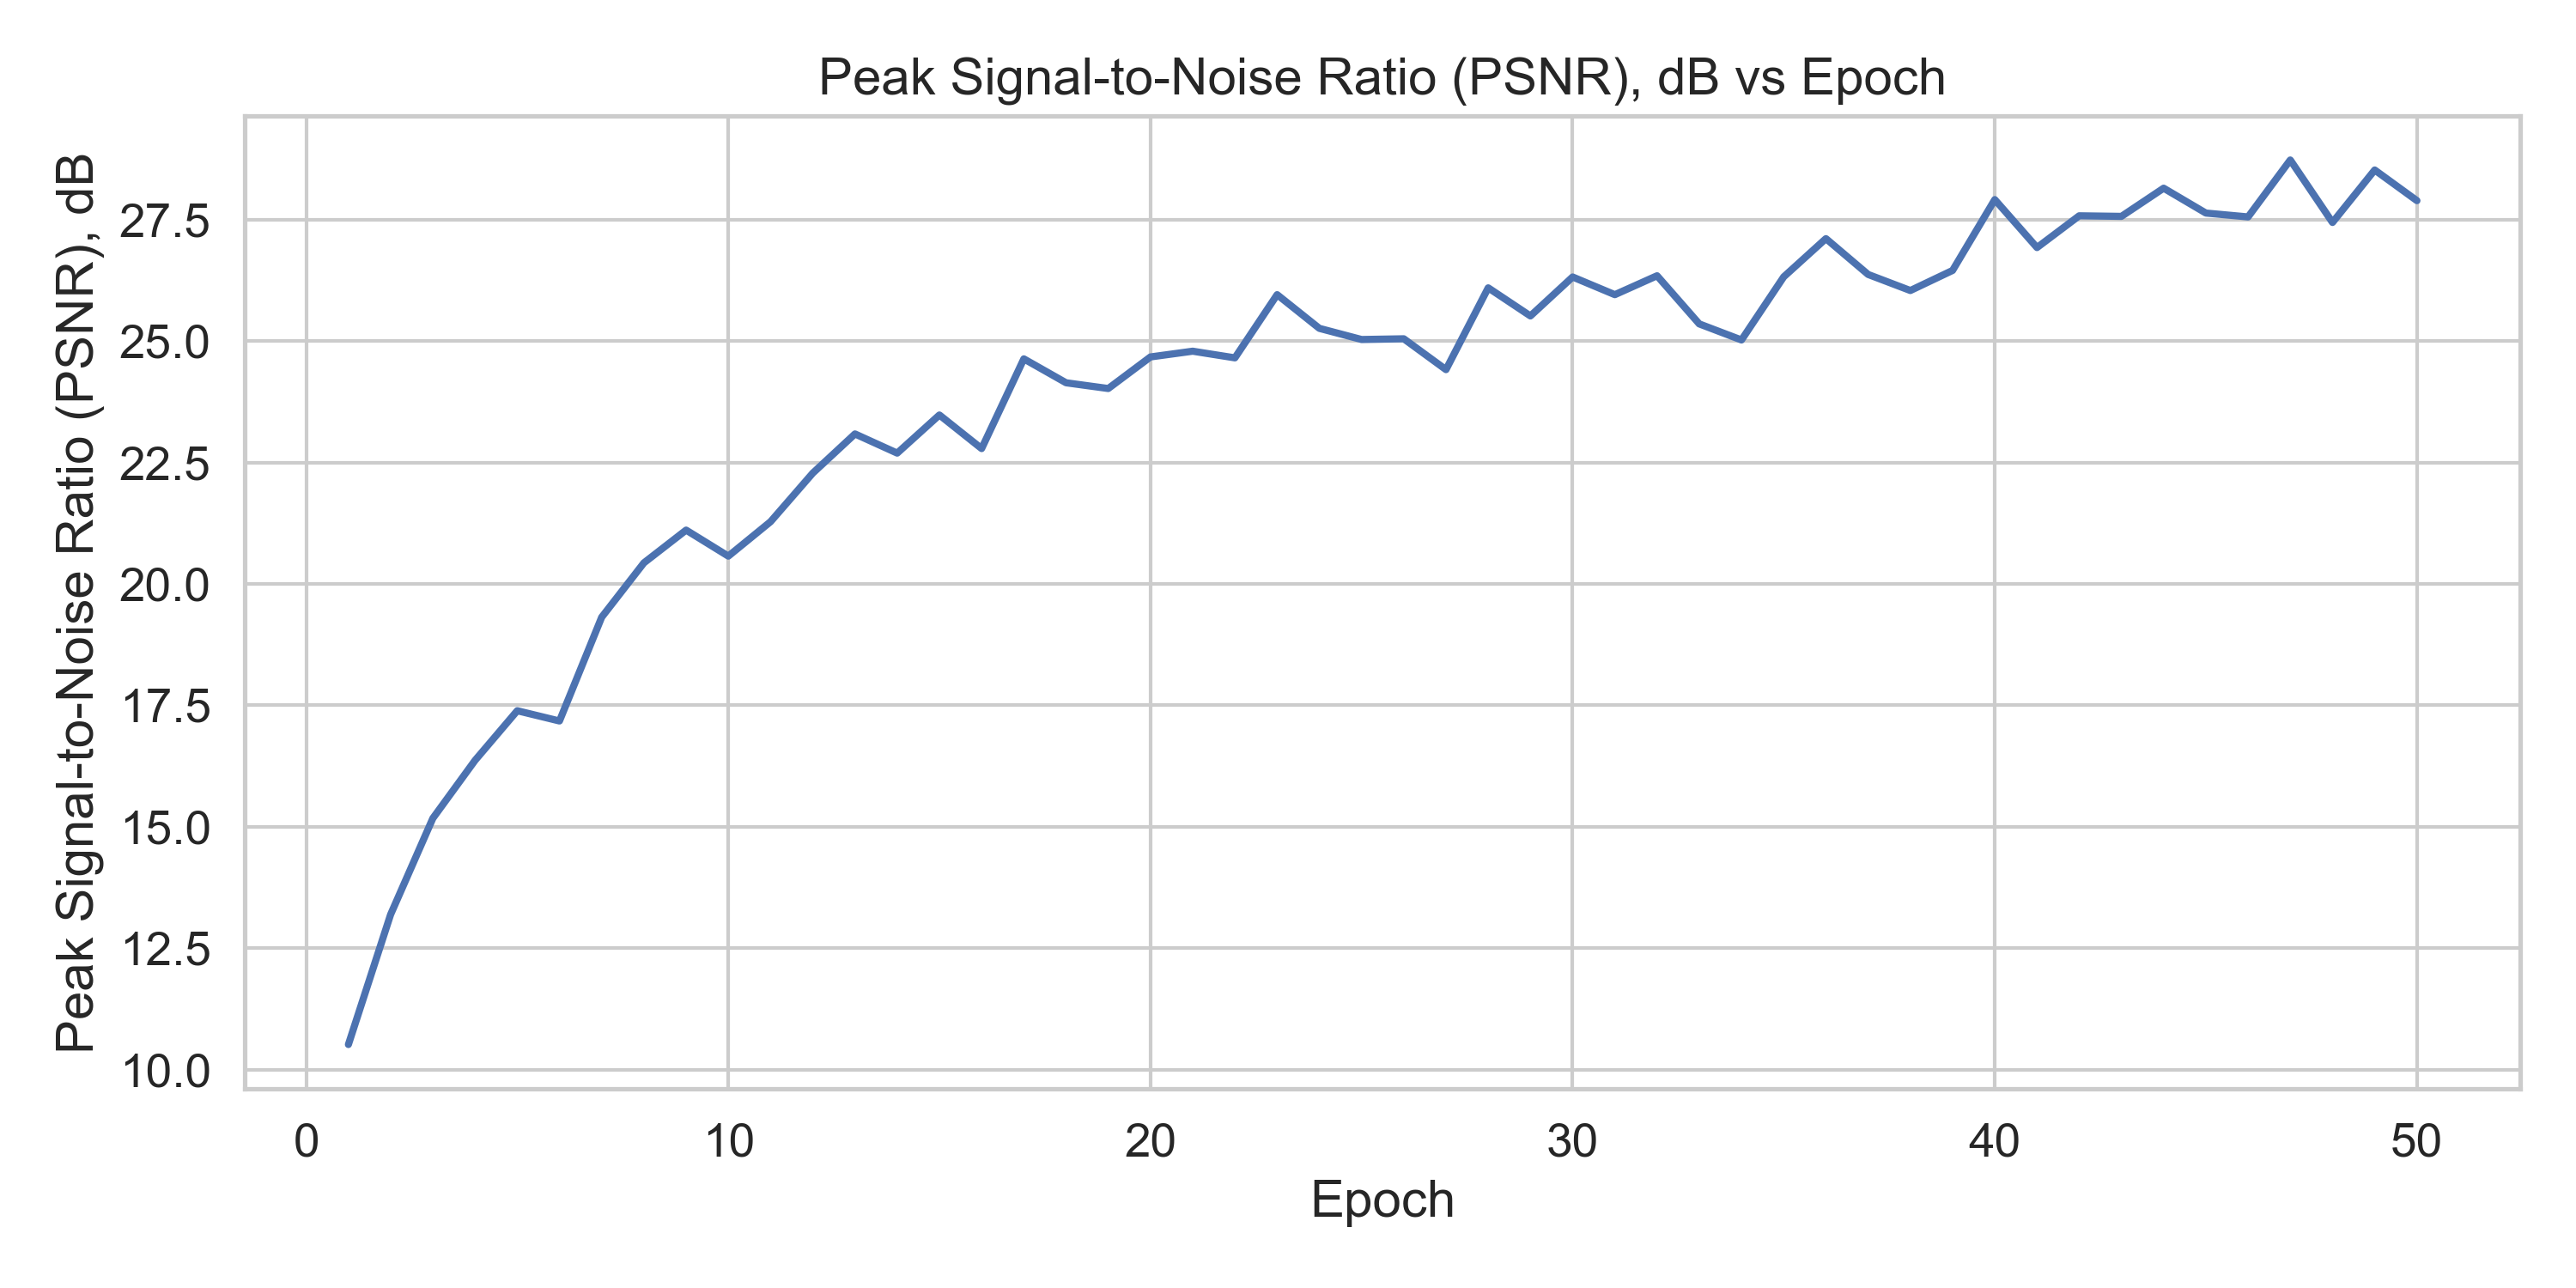 Peak Signal-to-Noise Ratio (PSNR), dB vs Epoch
Peak Signal-to-Noise Ratio (PSNR), dB
27.5
25.0
22.5
20.0
17.5
15.0
12.5
10.0
0 10 20 30 40 50
Epoch